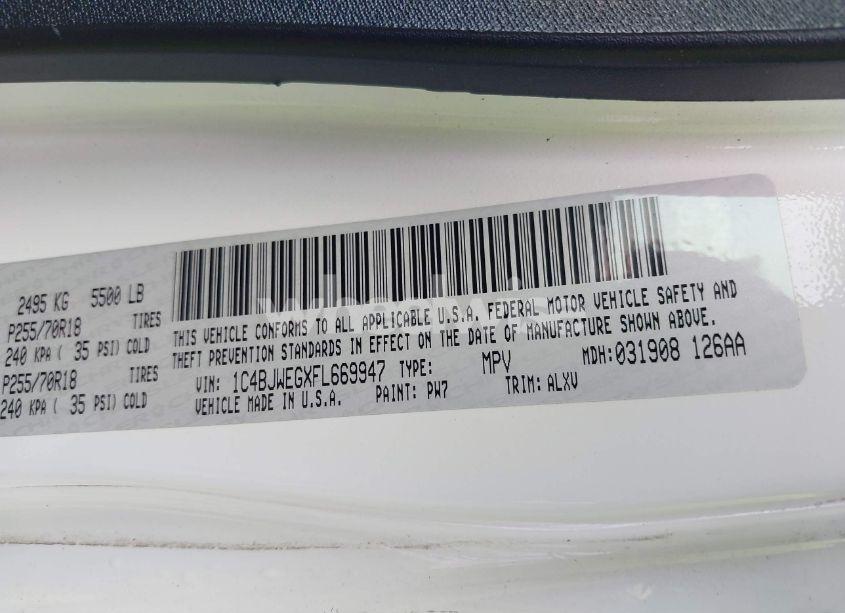 2495 KG 5500 LB
P255/70R18 TIRES
240 KPA ( 35 PSI) COLD
P255/70R18 TIRES
240 KPA ( 35 PSI) COLD
THIS VEHICLE CONFORMS TO ALL APPLICABLE U.S.A. FEDERAL MOTOR VEHICLE SAFETY AND
THEFT PREVENTION STANDARDS IN EFFECT ON THE DATE OF MANUFACTURE SHOWN ABOVE.
VIN: 1C4BJWEGXFL669947 TYPE: MPV MDH:031908 126AA
VEHICLE MADE IN U.S.A. PAINT: PW7 TRIM: ALXV